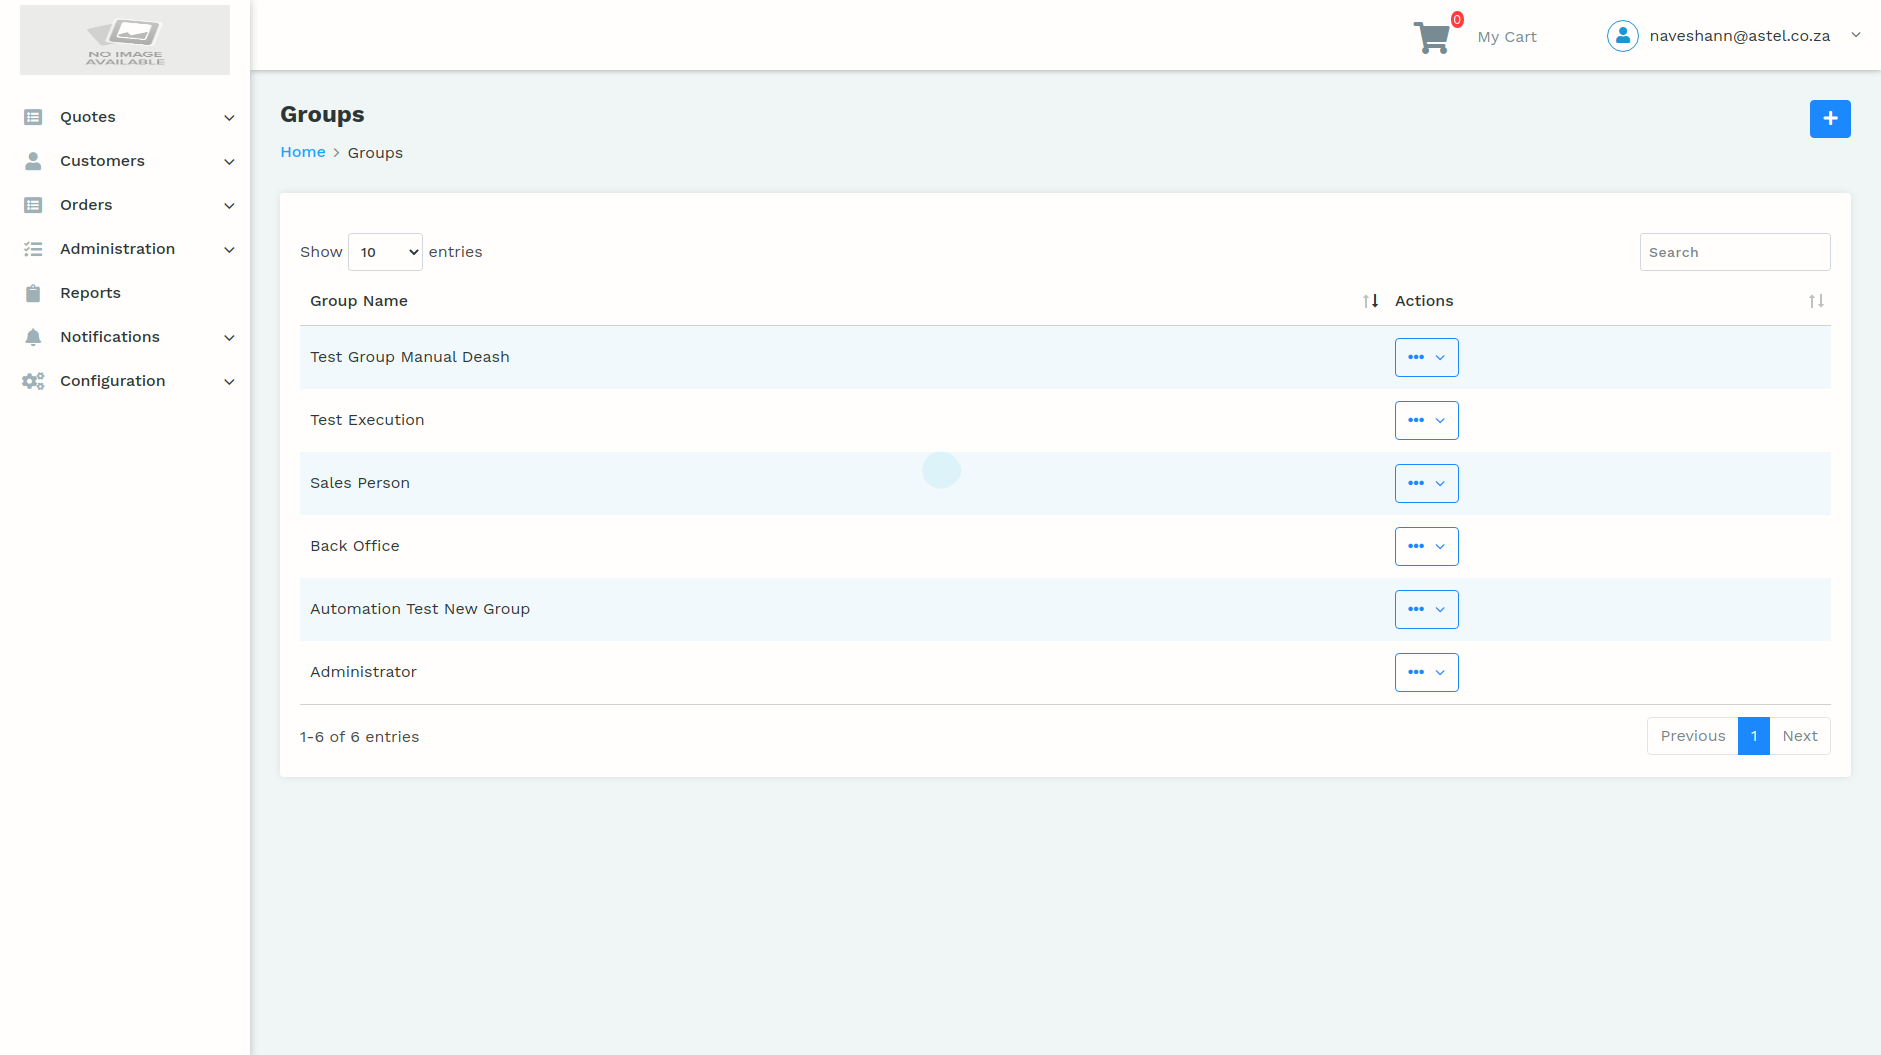 NO IMAGE
AVAILABLE
0
My Cart
naveshann@astel.co.za
Quotes
Customers
Orders
Administration
Reports
Notifications
Configuration
Groups
Home > Groups
Show 10 entries
Search
Group Name
Actions
Test Group Manual Deash
Test Execution
Sales Person
Back Office
Automation Test New Group
Administrator
1-6 of 6 entries
Previous 1 Next